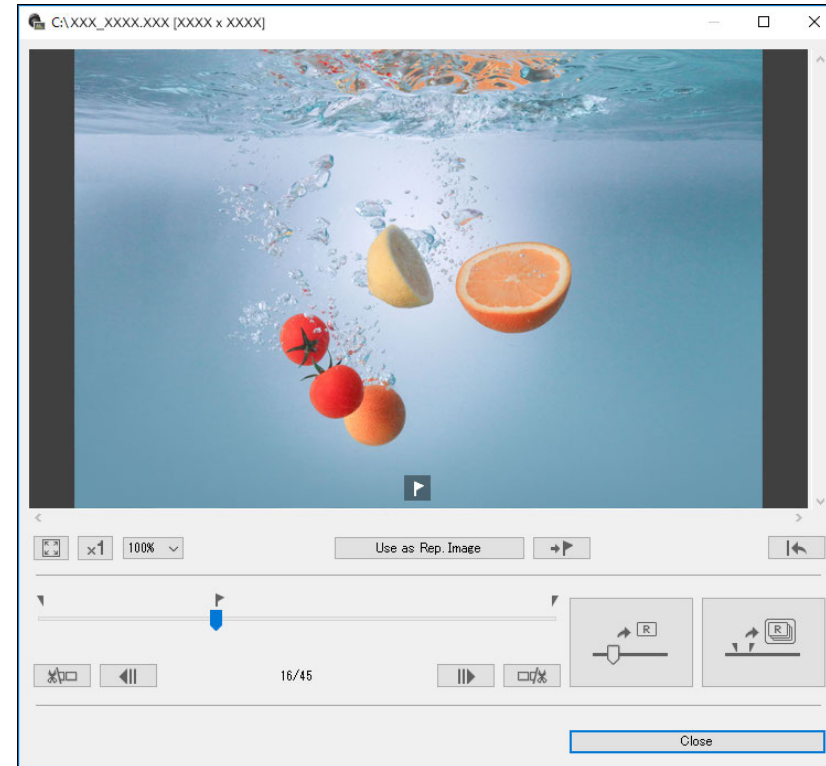 C:\XXX_XXXX.XXX [XXXX x XXXX]
×1 100% Use as Rep. Image
R R
16/45
Close